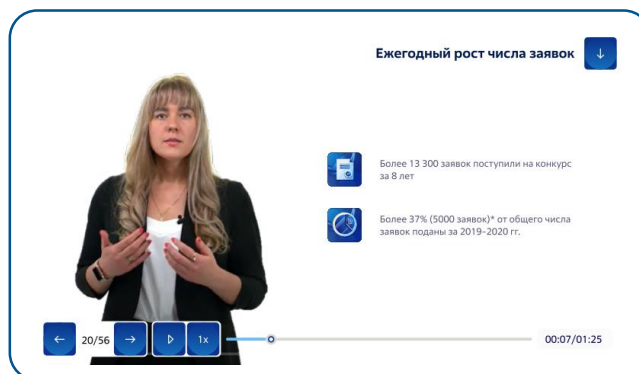 Ежегодный рост числа заявок
Более 13 300 заявок поступили на конкурс
за 8 лет
Более 37% (5000 заявок)* от общего числа
заявок поданы за 2019–2020 гг.
20/56
1x
00:07/01:25